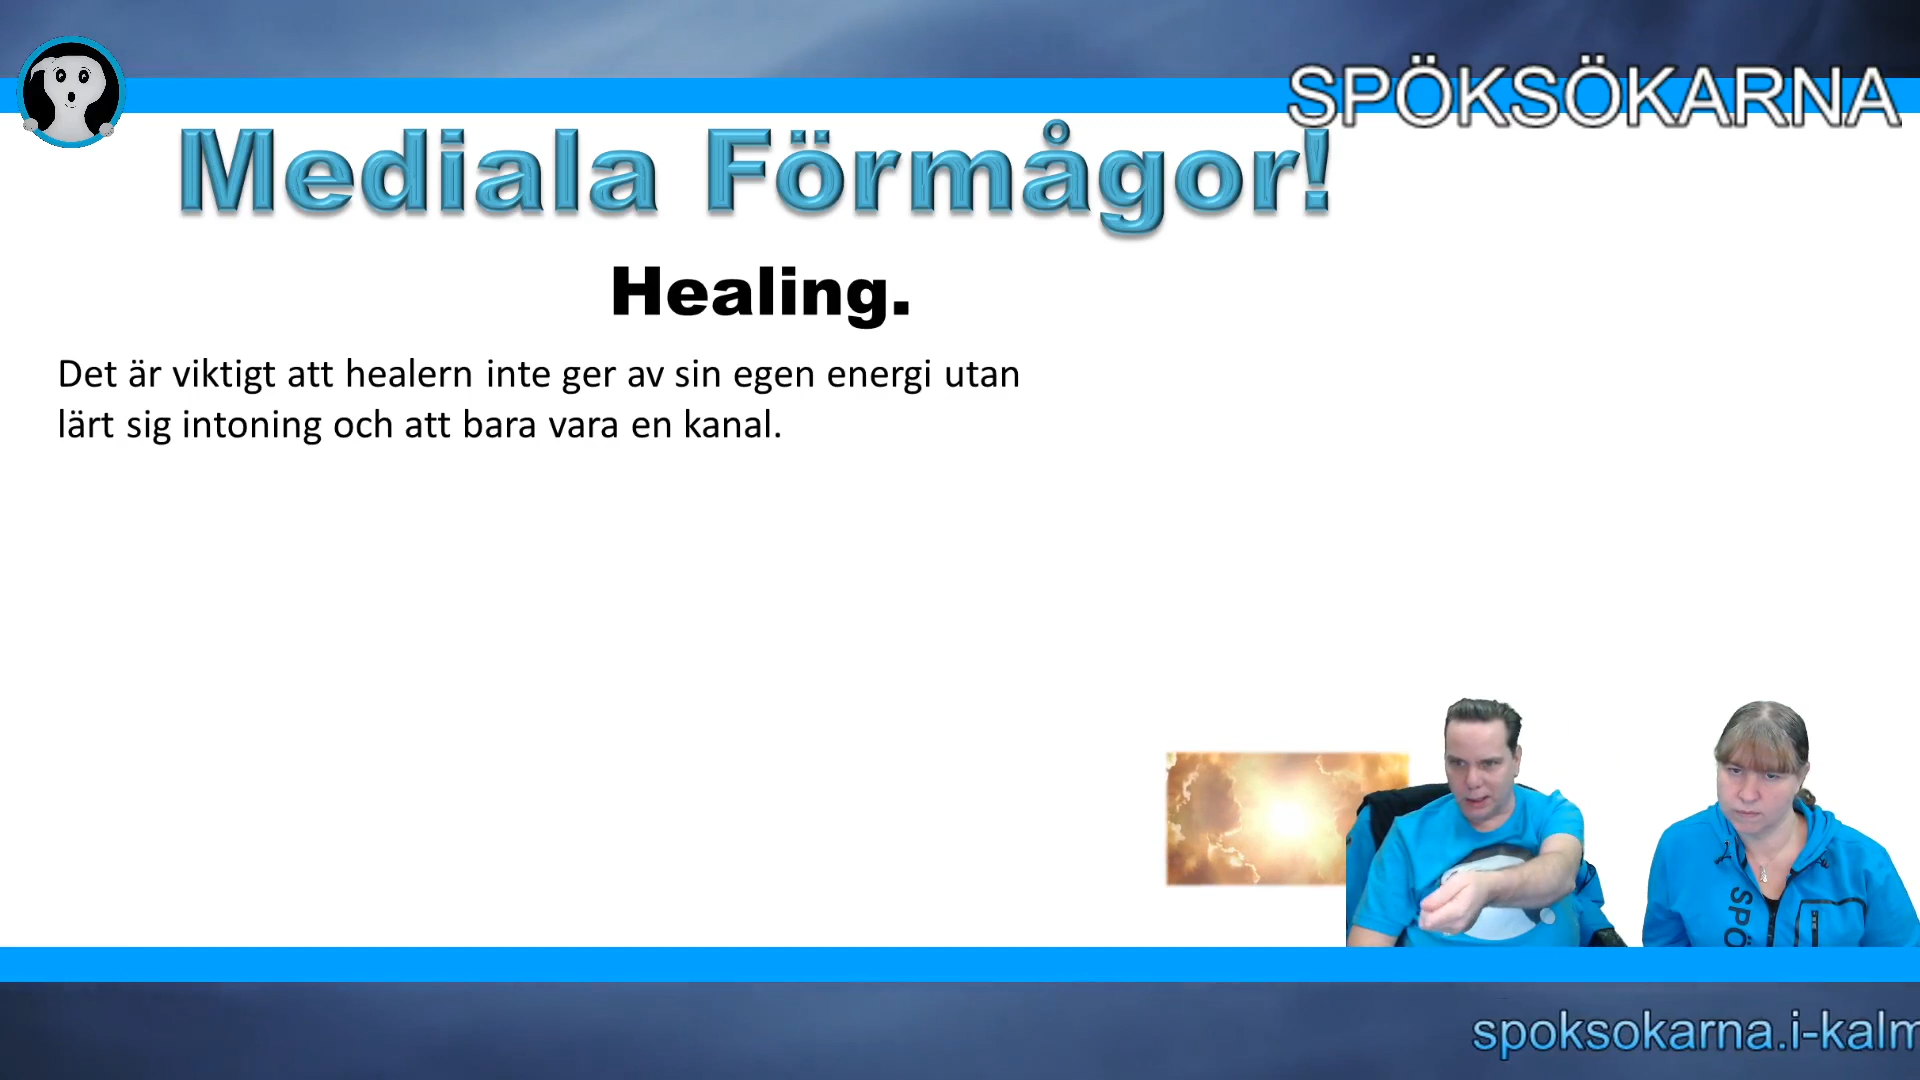 SPÖKSÖKARNA
Mediala Förmågor!
Healing.
Det är viktigt att healern inte ger av sin egen energi utan
lärt sig intoning och att bara vara en kanal.
SPÖ
spoksokarna.i-kalm